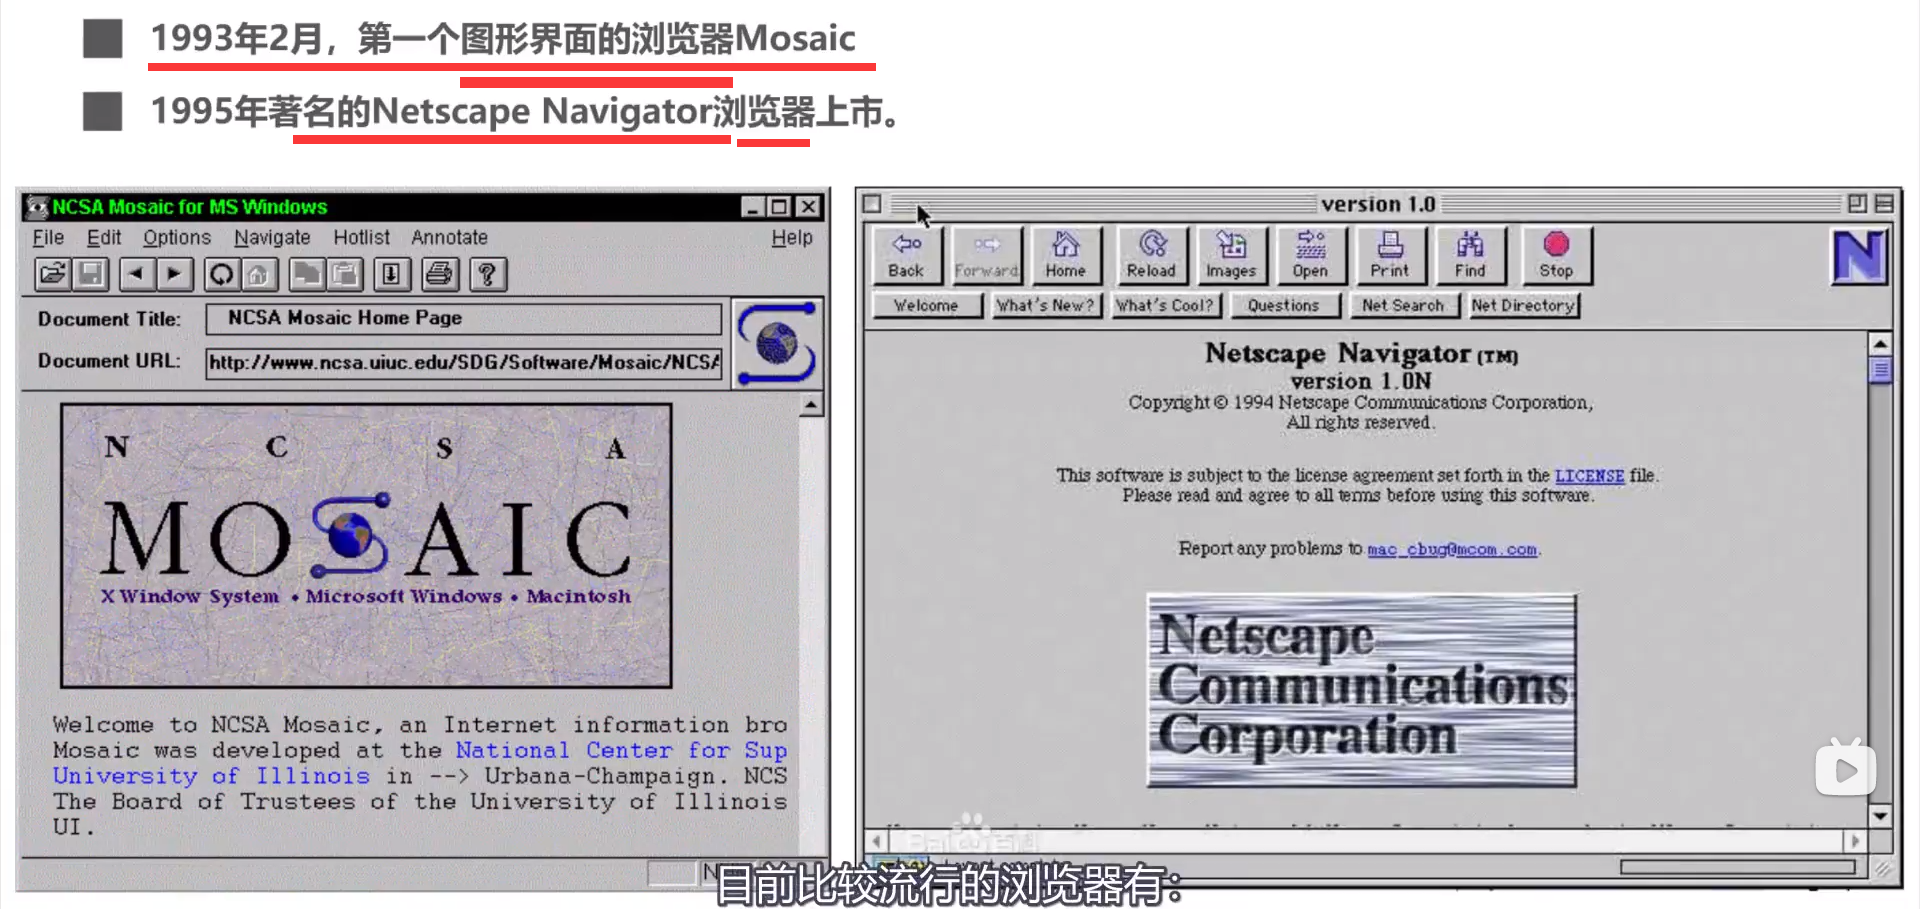 1993年2月，第一个图形界面的浏览器Mosaic
1995年著名的Netscape Navigator浏览器上市。
NCSA Mosaic for MS Windows
File Edit Options Navigate Hotlist Annotate Help
Document Title: NCSA Mosaic Home Page
Document URL: http://www.ncsa.uiuc.edu/SDG/Software/Mosaic/NCSA
N C S A
MOSAIC
X Window System • Microsoft Windows • Macintosh
Welcome to NCSA Mosaic, an Internet information bro
Mosaic was developed at the National Center for Sup
University of Illinois in --> Urbana-Champaign. NCS
The Board of Trustees of the University of Illinois
UI.
version 1.0
Back Forward Home Reload Images Open Print Find Stop
N
Welcome What's New? What's Cool? Questions Net Search Net Directory
Netscape Navigator (TM)
version 1.0N
Copyright © 1994 Netscape Communications Corporation,
All rights reserved.
This software is subject to the license agreement set forth in the LICENSE file.
Please read and agree to all terms before using this software.
Report any problems to mac_cbug@mcom.com.
Netscape
Communications
Corporation
Baidu百科
目前比较流行的浏览器有：